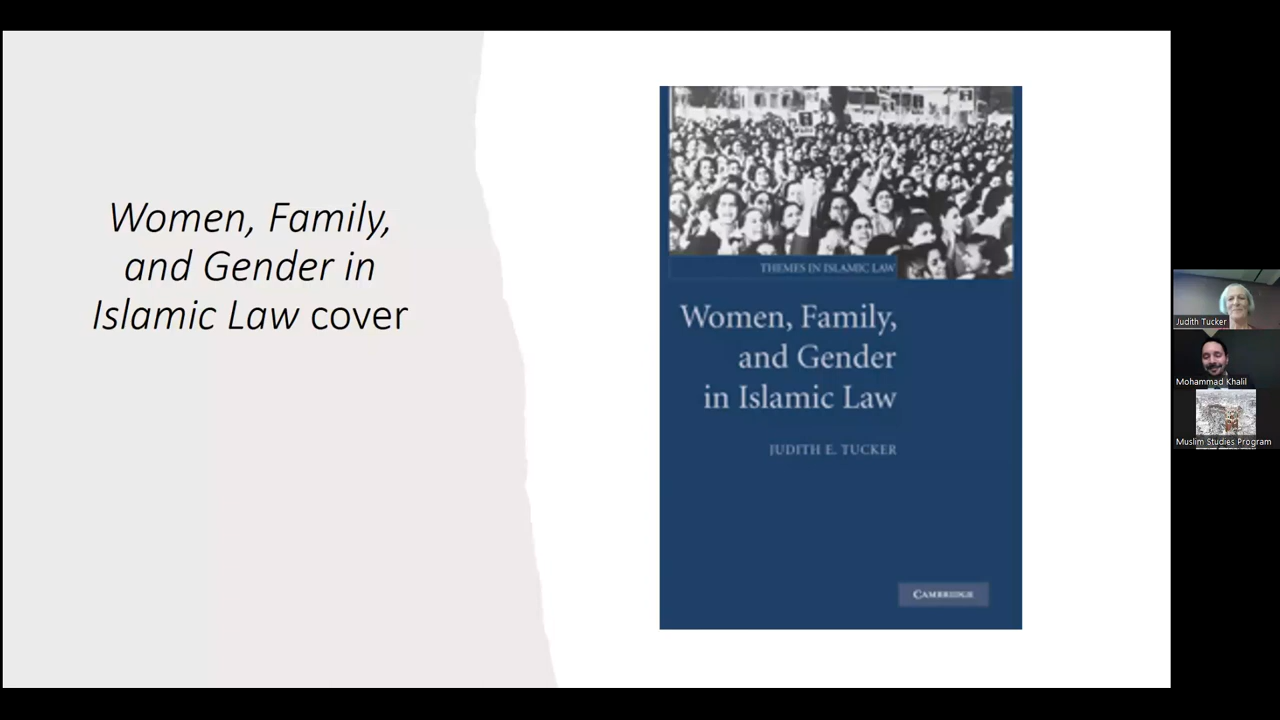 Women, Family,
and Gender in
Islamic Law cover
THEMES IN ISLAMIC LAW
Women, Family,
and Gender
in Islamic Law
JUDITH E. TUCKER
CAMBRIDGE
Judith Tucker
Mohammad Khalil
Muslim Studies Program